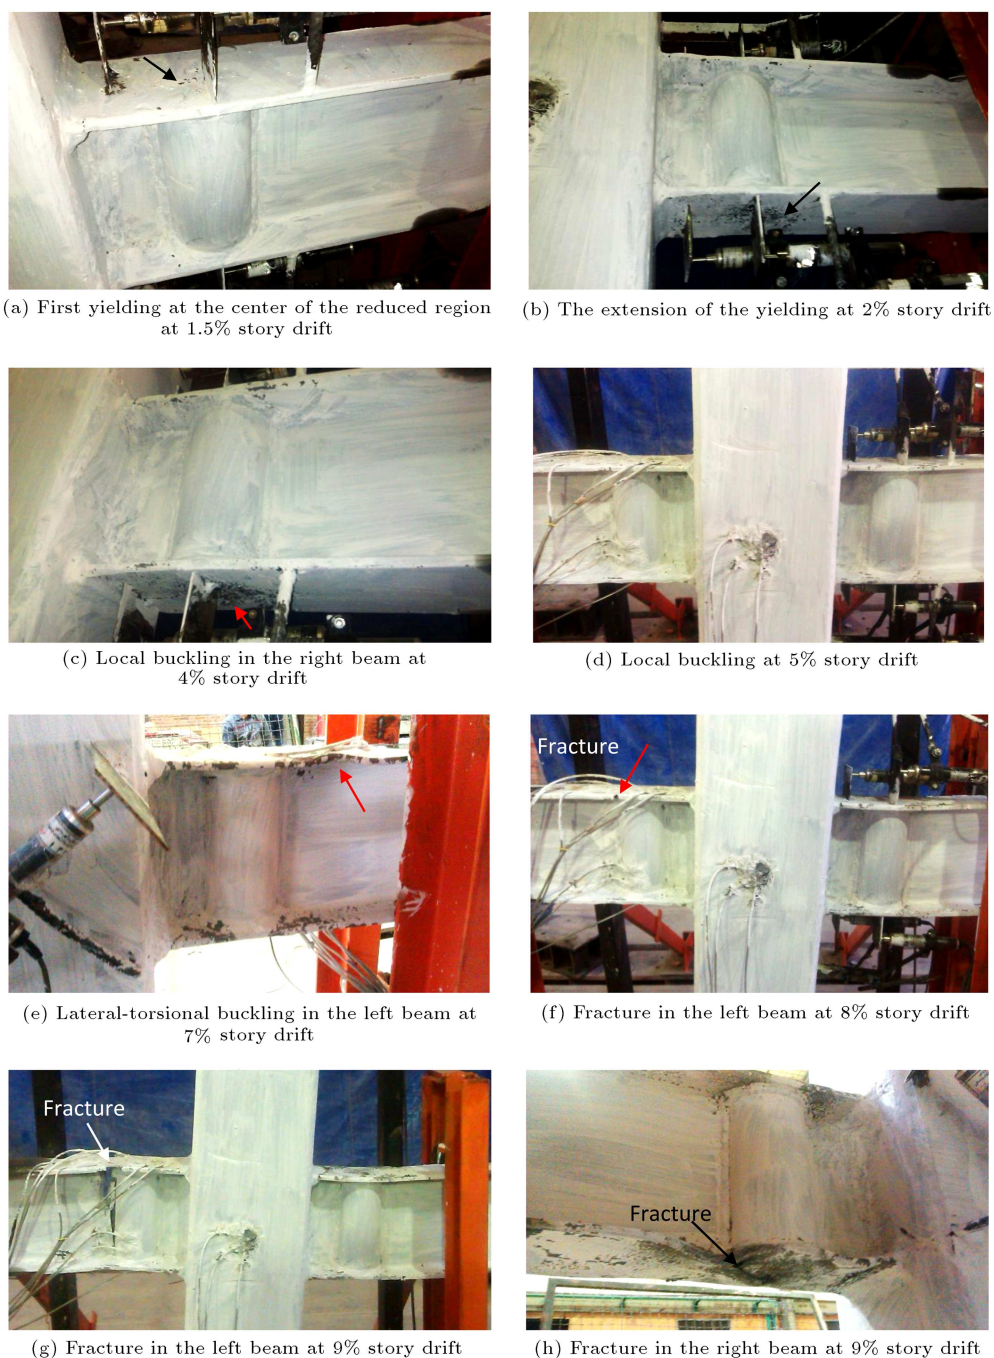 (a) First yielding at the center of the reduced region
at 1.5% story drift
(b) The extension of the yielding at 2% story drift
(c) Local buckling in the right beam at
4% story drift
(d) Local buckling at 5% story drift
(e) Lateral-torsional buckling in the left beam at
7% story drift
Fracture
(f) Fracture in the left beam at 8% story drift
Fracture
(g) Fracture in the left beam at 9% story drift
Fracture
(h) Fracture in the right beam at 9% story drift